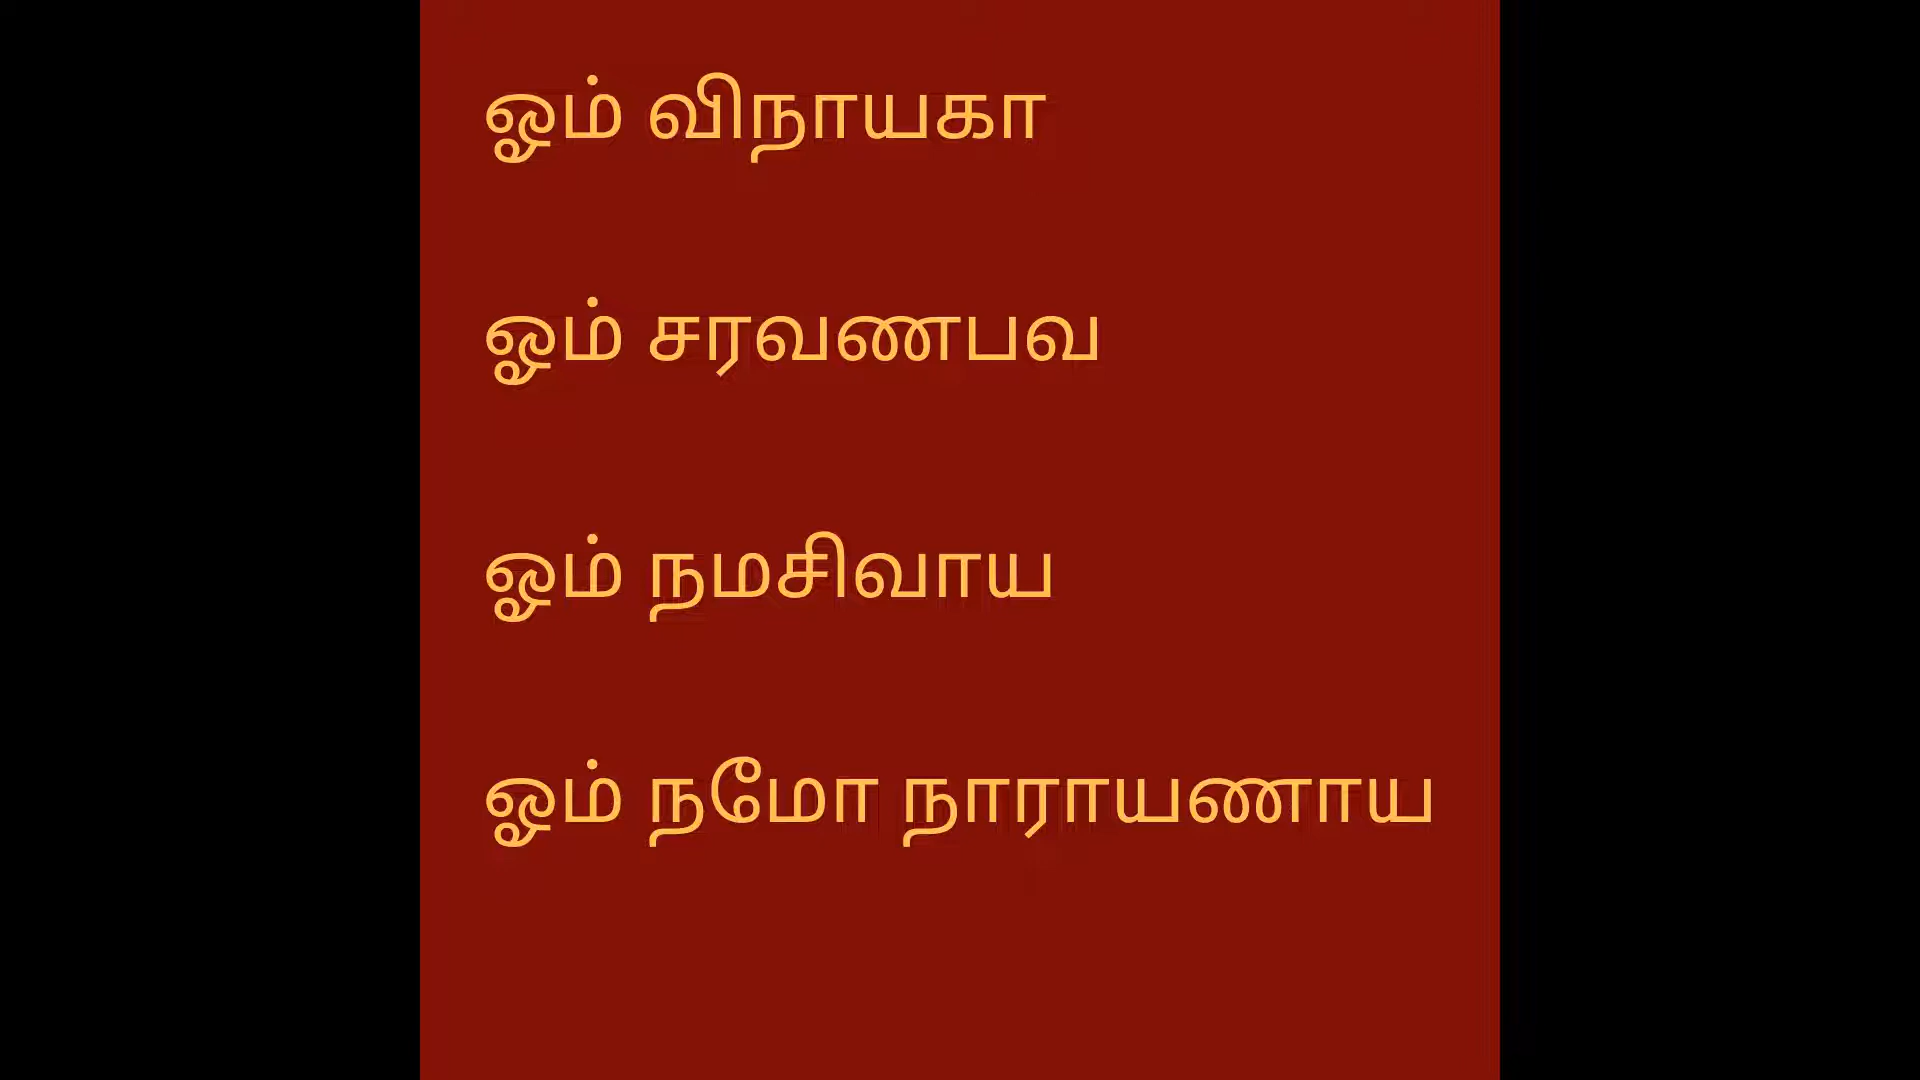 ஓம் விநாயகா
ஓம் சரவணபவ
ஓம் நமசிவாய
ஓம் நமோ நாராயணாய